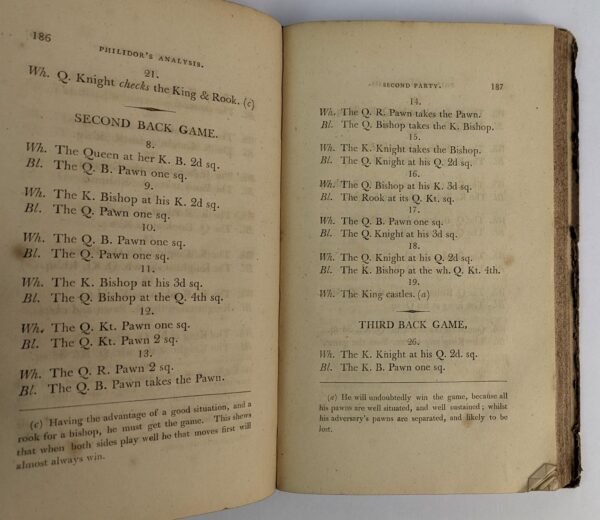 186
PHILIDOR'S ANALYSIS.
21.
Wh. Q. Knight checks the King & Rook. (c)
SECOND BACK GAME.
8.
Wh. The Queen at her K. B. 2d sq.
Bl. The Q. B. Pawn one sq.
9.
Wh. The K. Bishop at his K. 2d sq.
Bl. The Q. Pawn one sq.
10.
Wh. The Q. B. Pawn one sq.
Bl. The Q. Pawn one sq.
11.
Wh. The K. Bishop at his 3d sq.
Bl. The Q. Bishop at the Q. 4th sq.
12.
Wh. The Q. Kt. Pawn one sq.
Bl. The Q. Kt. Pawn 2 sq.
13.
Wh. The Q. R. Pawn 2 sq.
Bl. The Q. B. Pawn takes the Pawn.
(c) Having the advantage of a good situation, and a
rook for a bishop, he must get the game. This shews
that when both sides play well he that moves first will
almost always win.
SECOND PARTY.
187
14.
Wh. The Q. R. Pawn takes the Pawn.
Bl. The Q. Bishop takes the K. Bishop.
15.
Wh. The K. Knight takes the Bishop.
Bl. The Q. Knight at his Q. 2d sq.
16.
Wh. The Q. Bishop at his K. 3d sq.
Bl. The Rook at its Q. Kt. sq.
17.
Wh. The Q. B. Pawn one sq.
Bl. The Q. Knight at his 3d sq.
18.
Wh. The Q. Knight at his Q. 2d sq.
Bl. The K. Bishop at the wh. Q. Kt. 4th.
19.
Wh. The King castles. (a)
THIRD BACK GAME,
26.
Wh. The K. Knight at his Q. 2d. sq.
Bl. The K. B. Pawn one sq.
(a) He will undoubtedly win the game, because all
his pawns are well situated, and well sustained; whilst
his adversary's pawns are separated, and likely to be
lost.